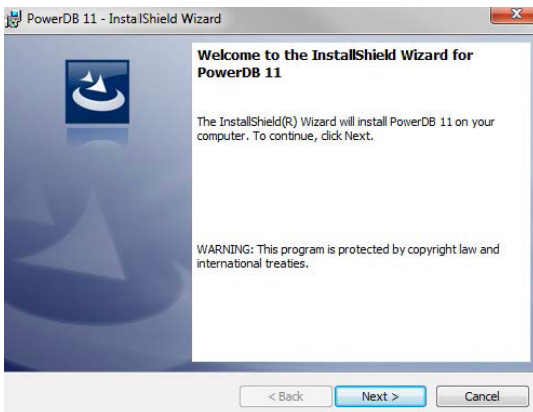 PowerDB 11 - InstallShield Wizard
Welcome to the InstallShield Wizard for
PowerDB 11
The InstallShield(R) Wizard will install PowerDB 11 on your
computer. To continue, click Next.
WARNING: This program is protected by copyright law and
international treaties.
< Back
Next >
Cancel